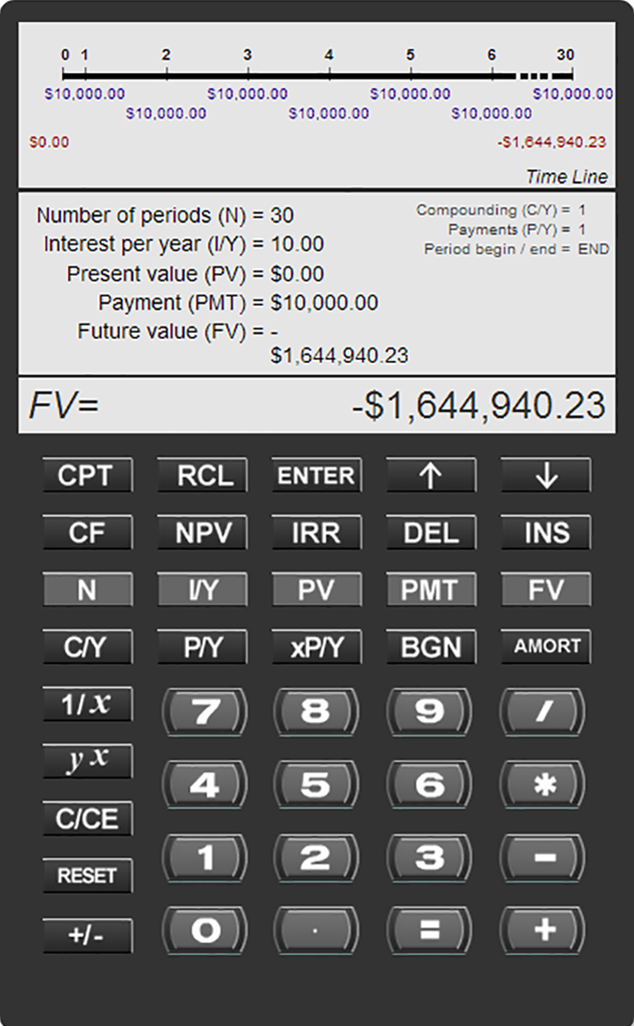 0 1 2 3 4 5 6 30
$10,000.00 $10,000.00 $10,000.00 $10,000.00
$10,000.00 $10,000.00 $10,000.00
$0.00 -$1,644,940.23
Time Line
Number of periods (N) = 30
Compounding (C/Y) = 1
Interest per year (I/Y) = 10.00
Payments (P/Y) = 1
Present value (PV) = $0.00
Period begin / end = END
Payment (PMT) = $10,000.00
Future value (FV) = -
$1,644,940.23
FV= -$1,644,940.23
CPT RCL ENTER ↑ ↓
CF NPV IRR DEL INS
N I/Y PV PMT FV
C/Y P/Y xP/Y BGN AMORT
1/x 7 8 9 /
y x
4 5 6 *
C/CE
1 2 3 -
RESET
+/- 0 . = +